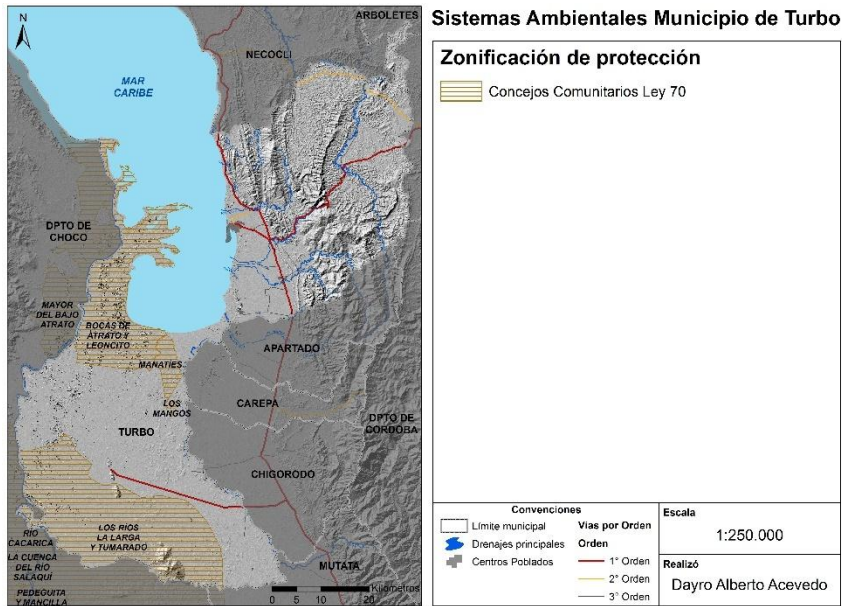 Sistemas Ambientales Municipio de Turbo
N
ARBOLETES
NECOCLI
MAR
CARIBE
DPTO DE
CHOCO
MAYOR
DEL BAJO
ATRATO
BOCAS DE
ATRATO Y
LEONCITO
MANATIES
APARTADO
LOS
MANGOS
CAREPA
DPTO DE
CORDOBA
TURBO
CHIGORODO
LOS RIOS
LA LARGA
Y TUMARADO
RIO
CACARICA
LA CUENCA
DEL RIO
SALAQUI
PEDEGUITA
Y MANCILLA
MUTATA
Kilometros
0 5 10 20
Zonificación de protección
Concejos Comunitarios Ley 70
Convenciones
Límite municipal
Drenajes principales
Centros Poblados
Vias por Orden
Orden
1° Orden
2° Orden
3° Orden
Escala
1:250.000
Realizó
Dayro Alberto Acevedo